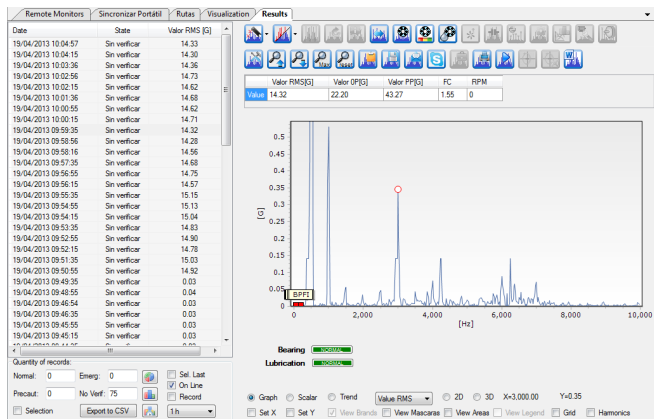 Remote Monitors Sincronizar Portátil Rutas Visualization Results
Date State Valor RMS [G]
19/04/2013 10:04:57 Sin verificar 14.33
19/04/2013 10:04:15 Sin verificar 14.30
19/04/2013 10:03:36 Sin verificar 14.36
19/04/2013 10:02:56 Sin verificar 14.73
19/04/2013 10:02:15 Sin verificar 14.62
19/04/2013 10:01:36 Sin verificar 14.68
19/04/2013 10:00:55 Sin verificar 14.62
19/04/2013 10:00:15 Sin verificar 14.71
19/04/2013 09:59:35 Sin verificar 14.32
19/04/2013 09:58:56 Sin verificar 14.28
19/04/2013 09:58:16 Sin verificar 14.56
19/04/2013 09:57:35 Sin verificar 14.68
19/04/2013 09:56:55 Sin verificar 14.75
19/04/2013 09:56:15 Sin verificar 14.57
19/04/2013 09:55:35 Sin verificar 15.15
19/04/2013 09:54:55 Sin verificar 15.13
19/04/2013 09:54:15 Sin verificar 15.04
19/04/2013 09:53:35 Sin verificar 14.83
19/04/2013 09:52:55 Sin verificar 14.90
19/04/2013 09:52:15 Sin verificar 14.78
19/04/2013 09:51:35 Sin verificar 15.03
19/04/2013 09:50:55 Sin verificar 14.92
19/04/2013 09:49:35 Sin verificar 0.03
19/04/2013 09:48:55 Sin verificar 0.04
19/04/2013 09:46:54 Sin verificar 0.03
19/04/2013 09:46:35 Sin verificar 0.03
19/04/2013 09:45:55 Sin verificar 0.03
19/04/2013 09:45:15 Sin verificar 0.03
Quantity of records:
Normal: 0 Emerg: 0
Precaut: 0 No Verif: 75
Sel. Last
On Line
Record
Selection Export to CSV 1 h
Valor RMS[G] Valor 0P[G] Valor PP[G] FC RPM
Value 14.32 22.20 43.27 1.55 0
0.5
0.45
0.4
0.35
0.3
0.25
0.2
0.15
0.1
0.05
0
[G]
BPFI
0 2,000 4,000 6,000 8,000 10,000
[Hz]
Bearing NORMAL
Lubrication NORMAL
Graph Scalar Trend Value RMS 2D 3D X=3,000.00 Y=0.35
Set X Set Y View Brands View Mascaras View Areas View Legend Grid Harmonics